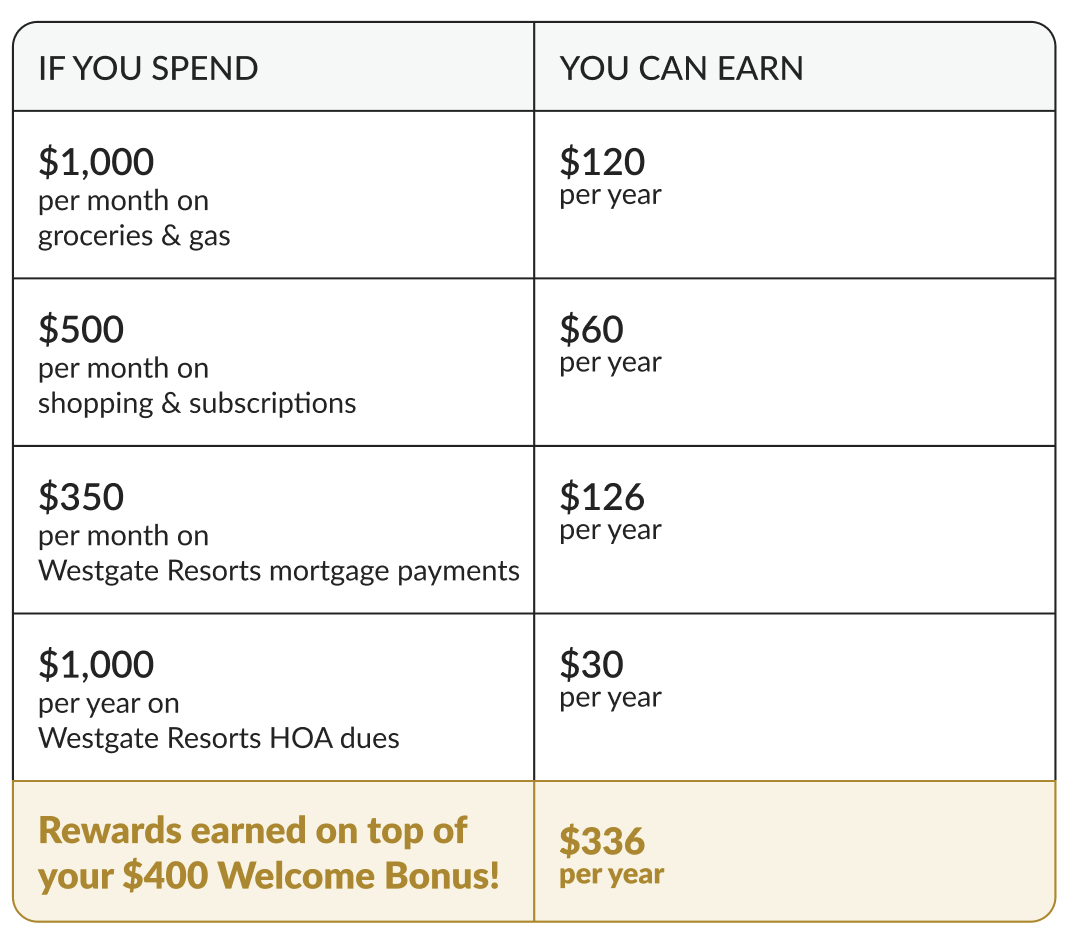 IF YOU SPEND
YOU CAN EARN
$1,000
per month on
groceries & gas
$120
per year
$500
per month on
shopping & subscriptions
$60
per year
$350
per month on
Westgate Resorts mortgage payments
$126
per year
$1,000
per year on
Westgate Resorts HOA dues
$30
per year
Rewards earned on top of
your $400 Welcome Bonus!
$336
per year